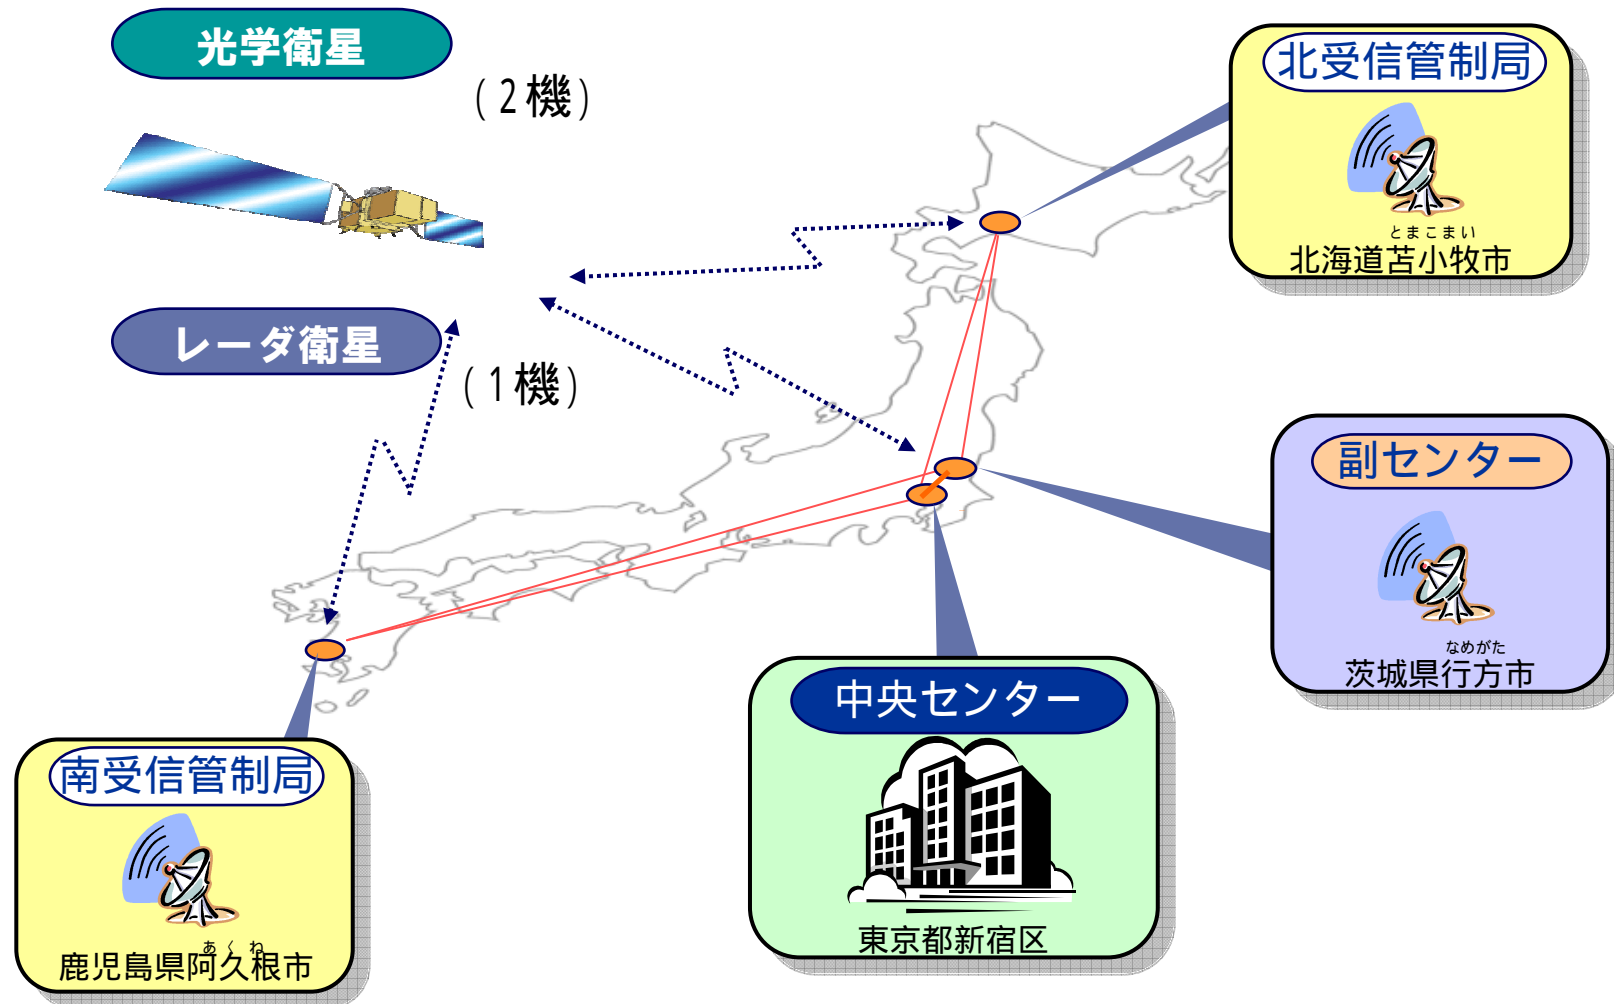 光学衛星
(2機)
レーダ衛星
(1機)
北受信管制局
とまこまい
北海道苫小牧市
副センター
なめがた
茨城県行方市
中央センター
東京都新宿区
南受信管制局
あくね
鹿児島県阿久根市